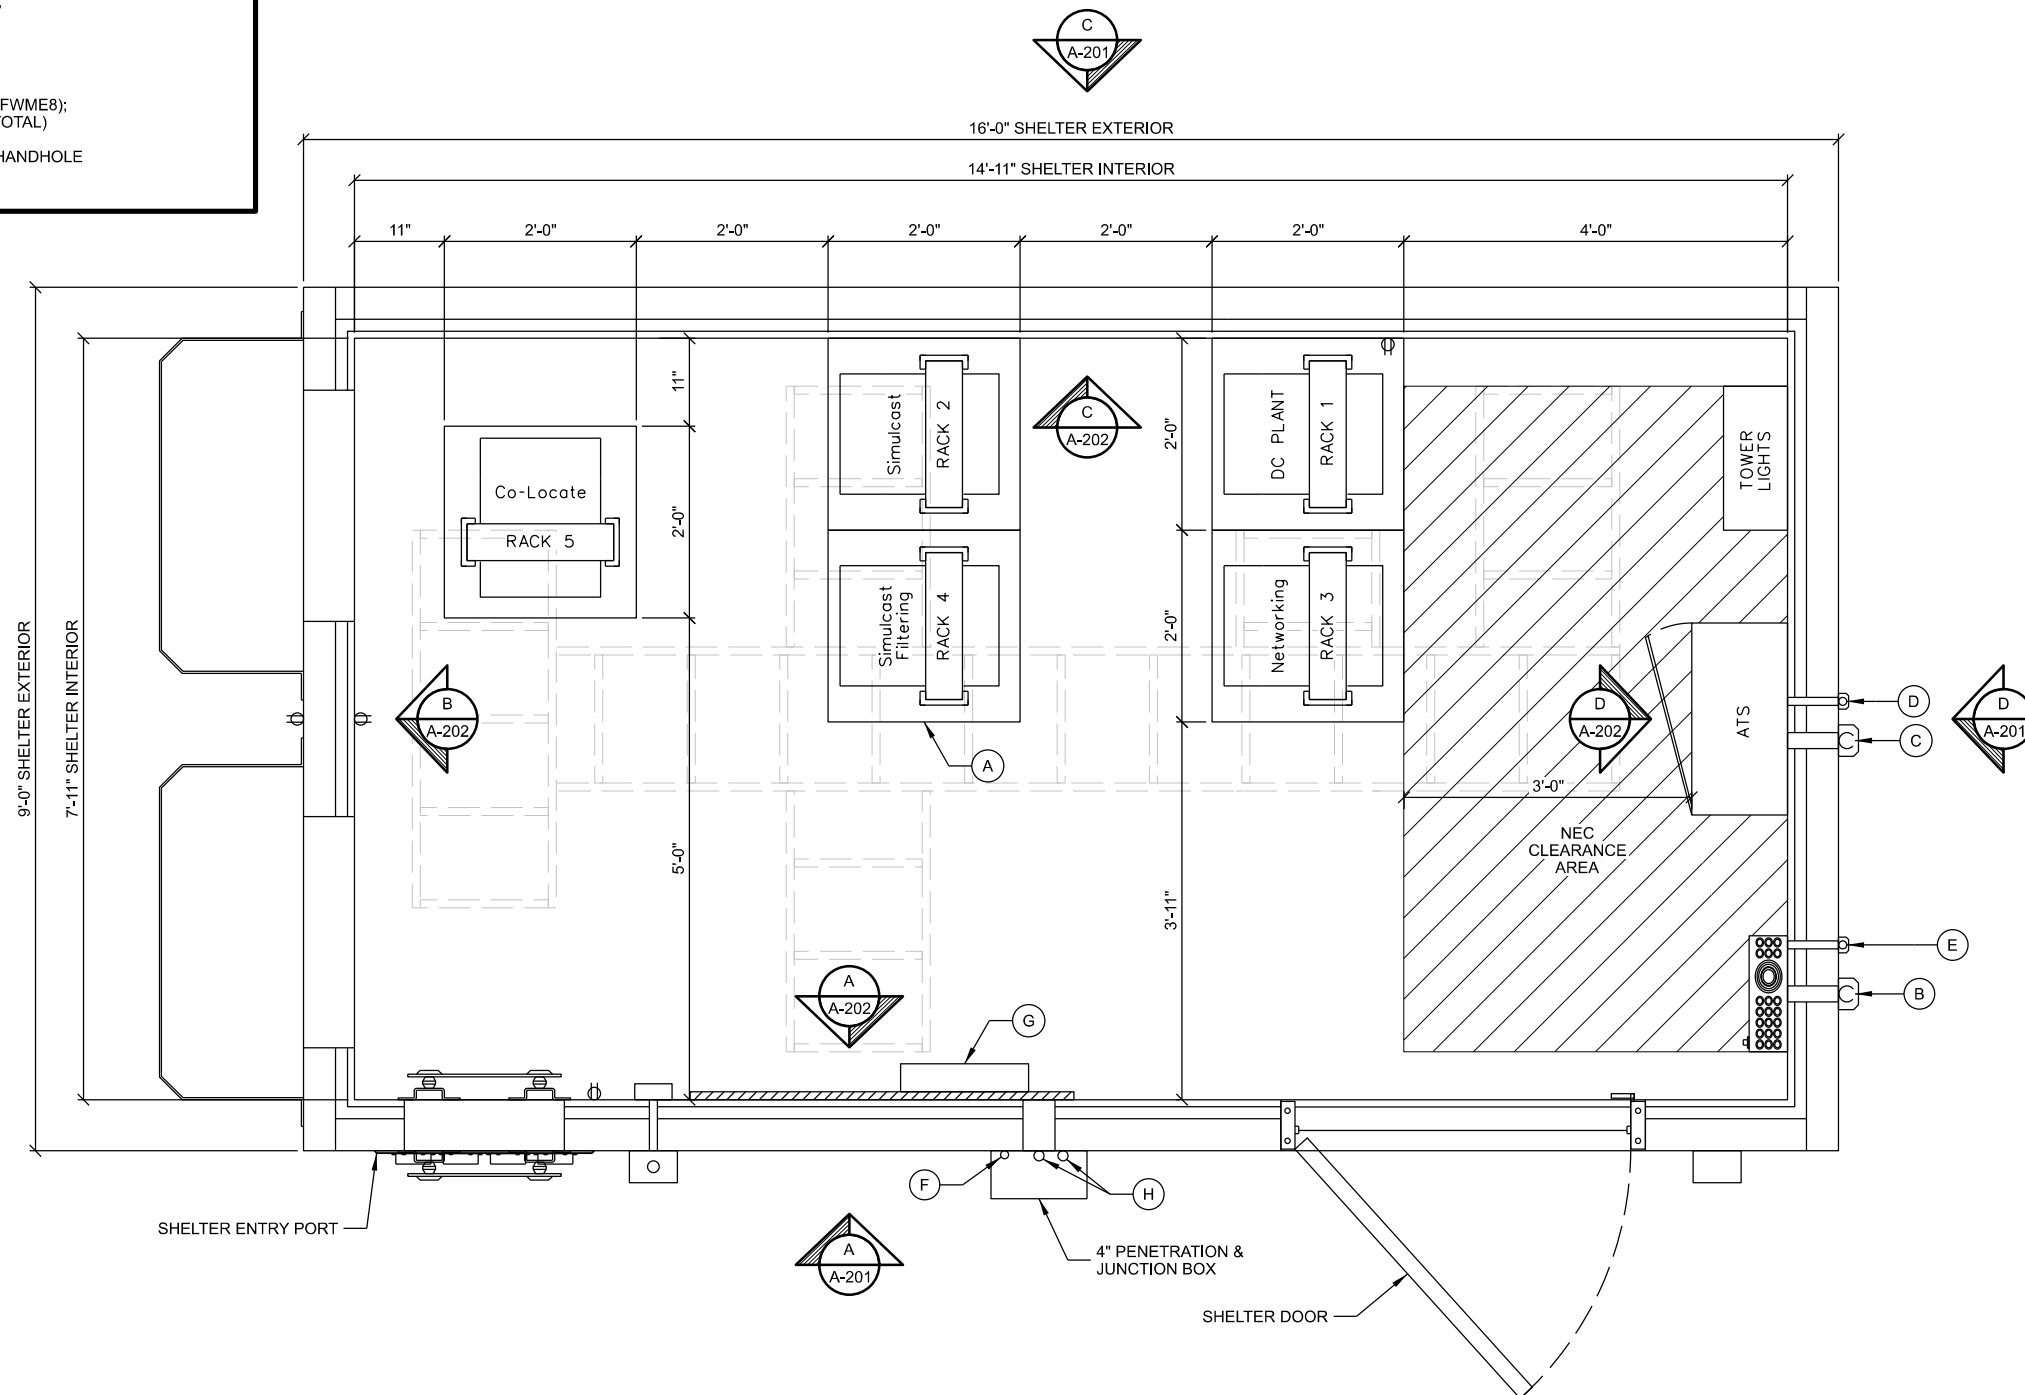 FWME8);
TOTAL)
HANDHOLE
C
A-201
16'-0" SHELTER EXTERIOR
14'-11" SHELTER INTERIOR
11"
2'-0"
2'-0"
2'-0"
2'-0"
2'-0"
4'-0"
9'-0" SHELTER EXTERIOR
7'-11" SHELTER INTERIOR
11"
2'-0"
5'-0"
Co-Locate
RACK 5
Simulcast
RACK 2
Simulcast
Filtering
RACK 4
C
A-202
2'-0"
2'-0"
3'-11"
DC PLANT
RACK 1
Networking
RACK 3
TOWER
LIGHTS
B
A-202
A
D
A-202
ATS
D
C
D
A-201
3'-0"
NEC
CLEARANCE
AREA
E
B
A
A-202
G
F
H
SHELTER ENTRY PORT
A
A-201
4" PENETRATION &
JUNCTION BOX
SHELTER DOOR